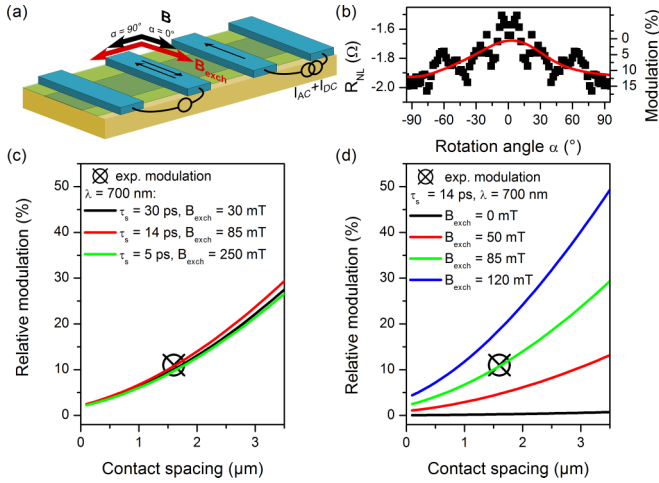 (a)
B
α = 90° α = 0°
B_exch
I_AC+I_DC
(b)
R_NL (Ω)
-1.6
-1.8
-2.0
-90 -60 -30 0 30 60 90
Rotation angle α (°)
0
5
10
15
Modulation (%)
(c)
Relative modulation (%)
50
40
30
20
10
0
exp. modulation
λ = 700 nm:
τ_s = 30 ps, B_exch = 30 mT
τ_s = 14 ps, B_exch = 85 mT
τ_s = 5 ps, B_exch = 250 mT
0 1 2 3
Contact spacing (µm)
(d)
Relative modulation (%)
50
40
30
20
10
0
exp. modulation
τ_s = 14 ps, λ = 700 nm
B_exch = 0 mT
B_exch = 50 mT
B_exch = 85 mT
B_exch = 120 mT
0 1 2 3
Contact spacing (µm)